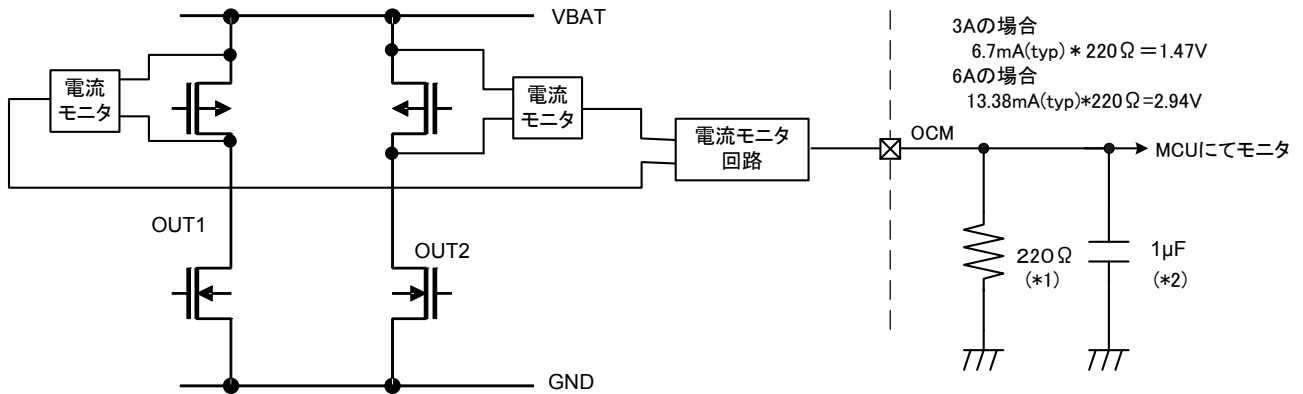 VBAT
3Aの場合
6.7mA(typ) * 220Ω=1.47V
6Aの場合
13.38mA(typ)*220Ω=2.94V
電流
モニタ
電流
モニタ
電流モニタ
回路
OCM
MCUにてモニタ
OUT1
OUT2
220Ω
(*1)
1µF
(*2)
GND